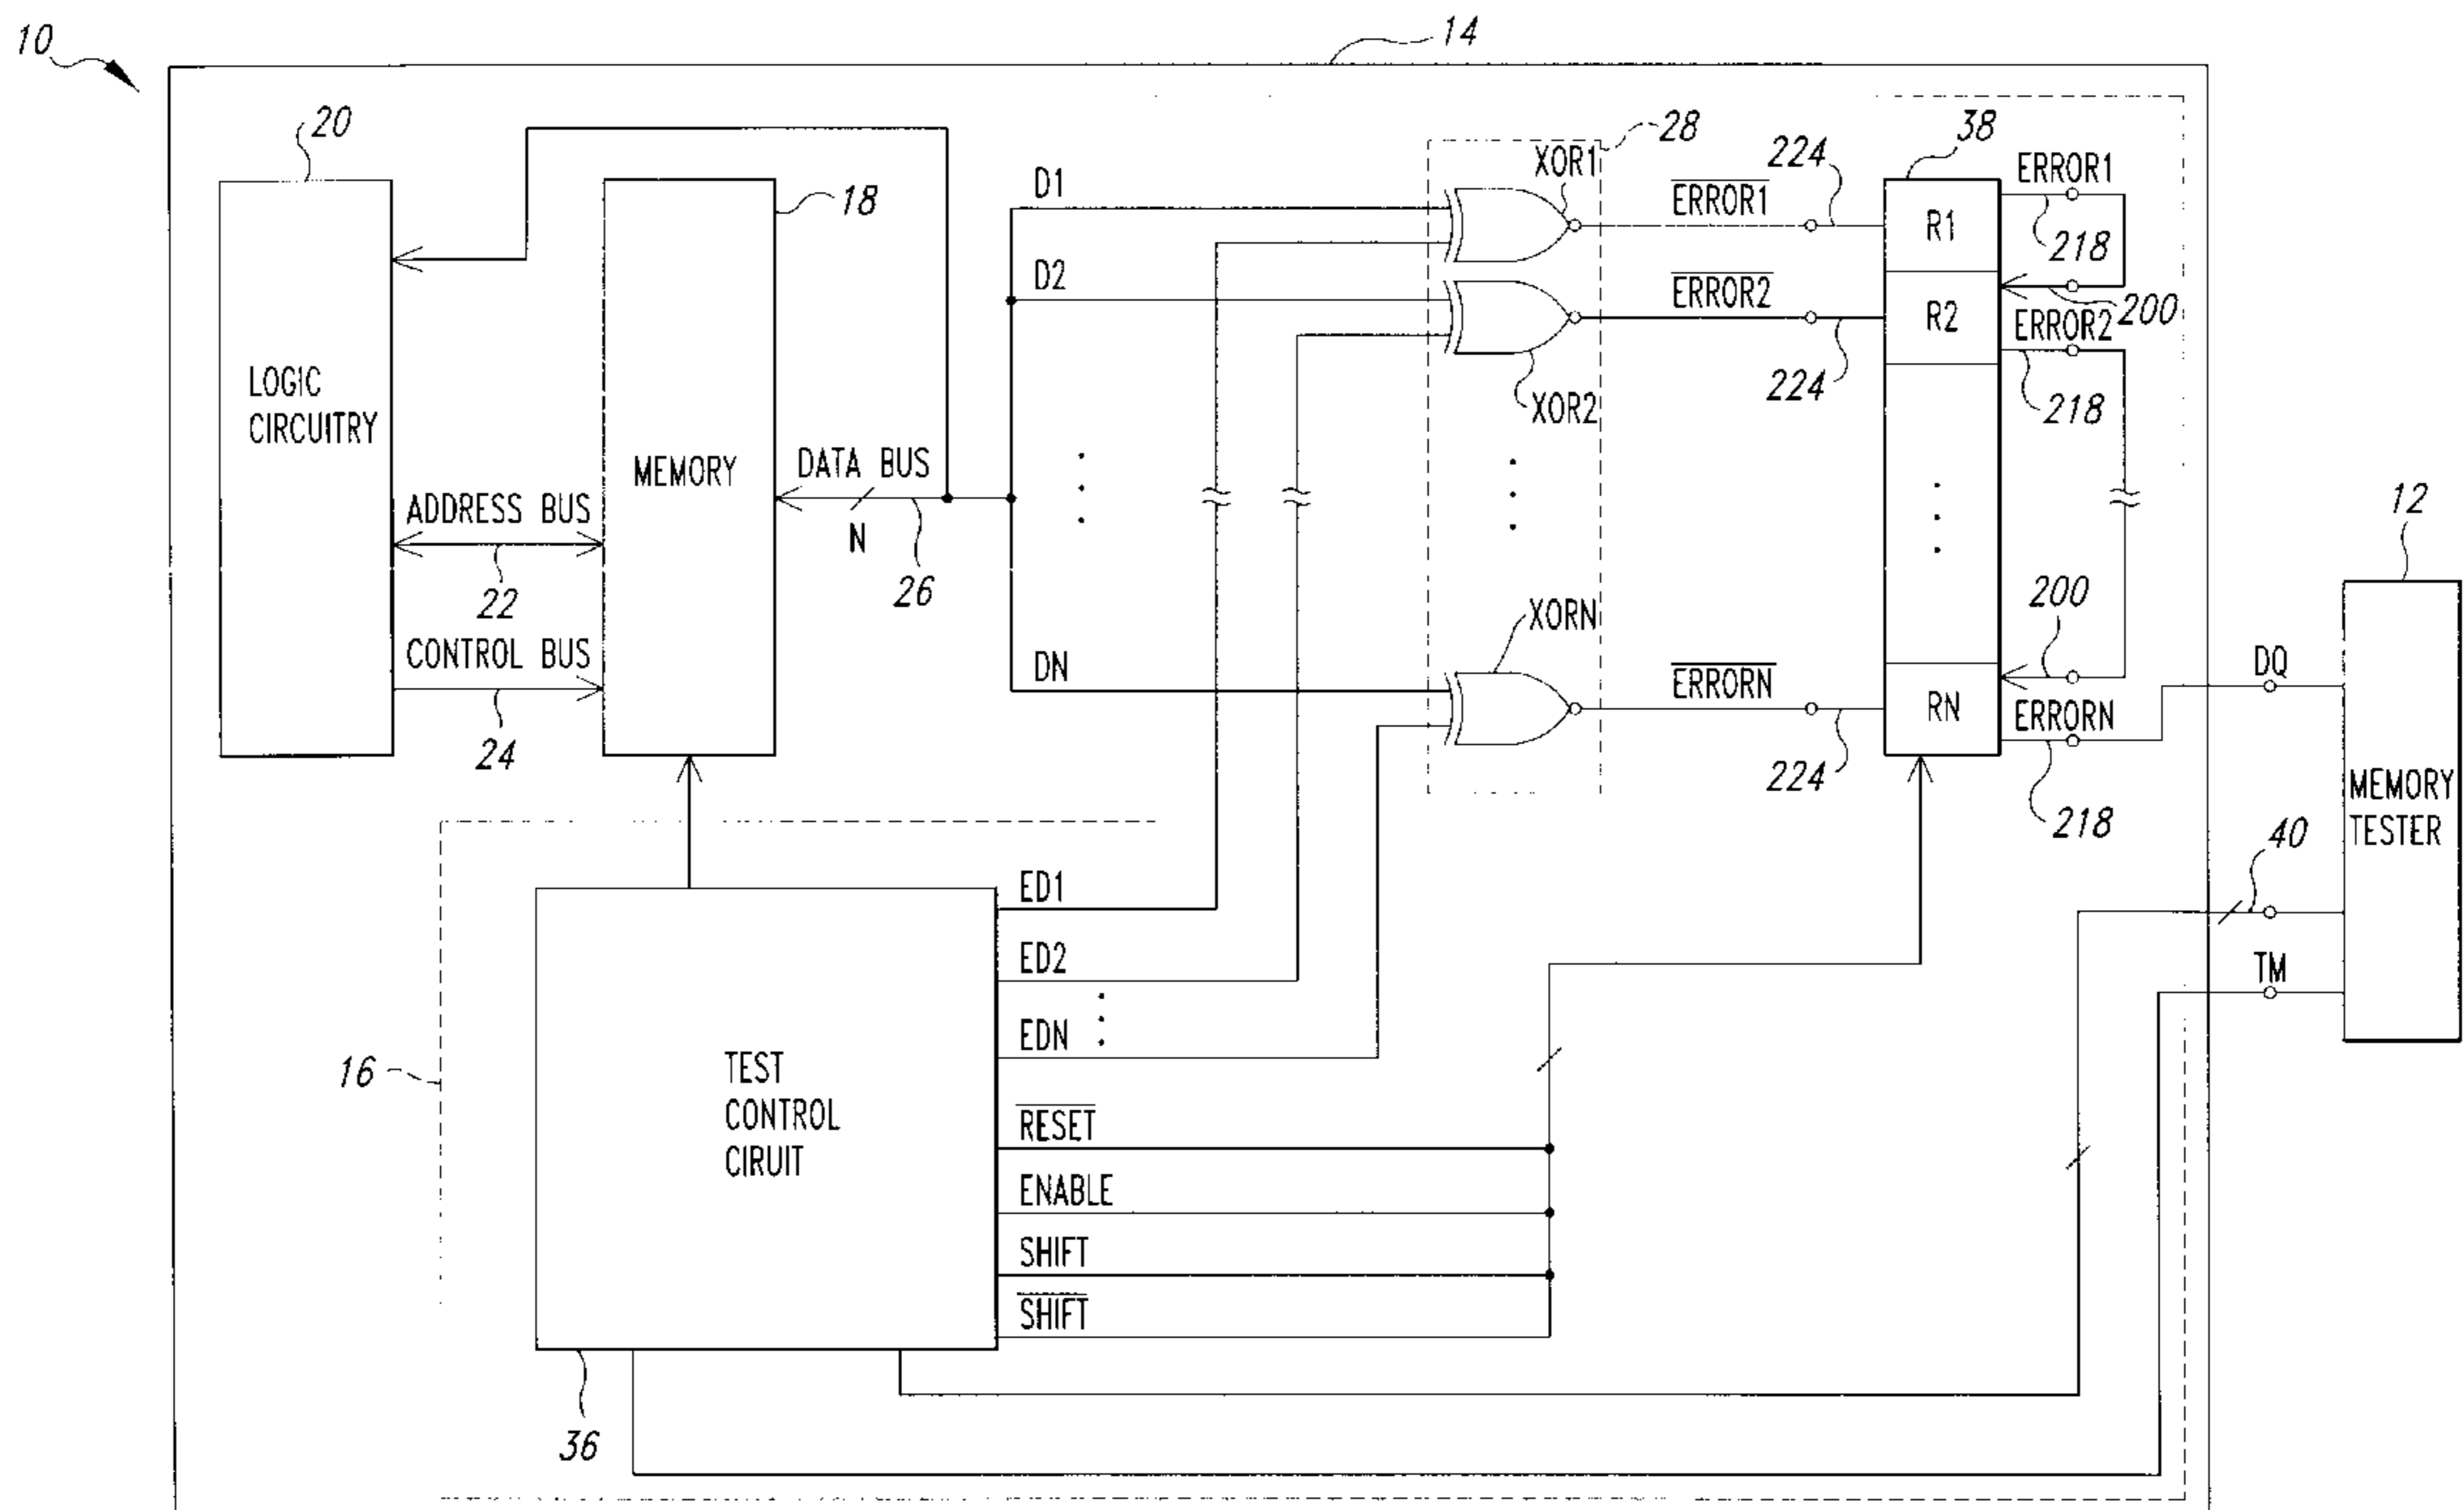 10
14
20
18
28
38
XOR1
224
ERROR1
D1
ERROR1
R1
218
D2
ERROR2
R2
200
ERROR2
224
218
XOR2
LOGIC
CIRCUITRY
MEMORY
DATA BUS
N
26
ADDRESS BUS
22
12
XORN
200
CONTROL BUS
24
DN
ERRORN
RN
DQ
ERRORN
224
218
MEMORY
TESTER
40
ED1
ED2
TM
EDN
16
TEST
CONTROL
CIRUIT
RESET
ENABLE
SHIFT
SHIFT
36